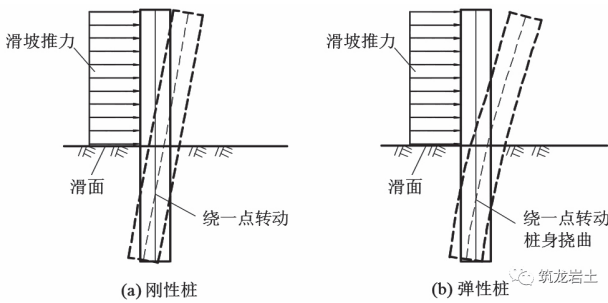 滑坡推力
滑面
绕一点转动
(a) 刚性桩
滑坡推力
滑面
绕一点转动
桩身挠曲
(b) 弹性桩
筑龙岩土